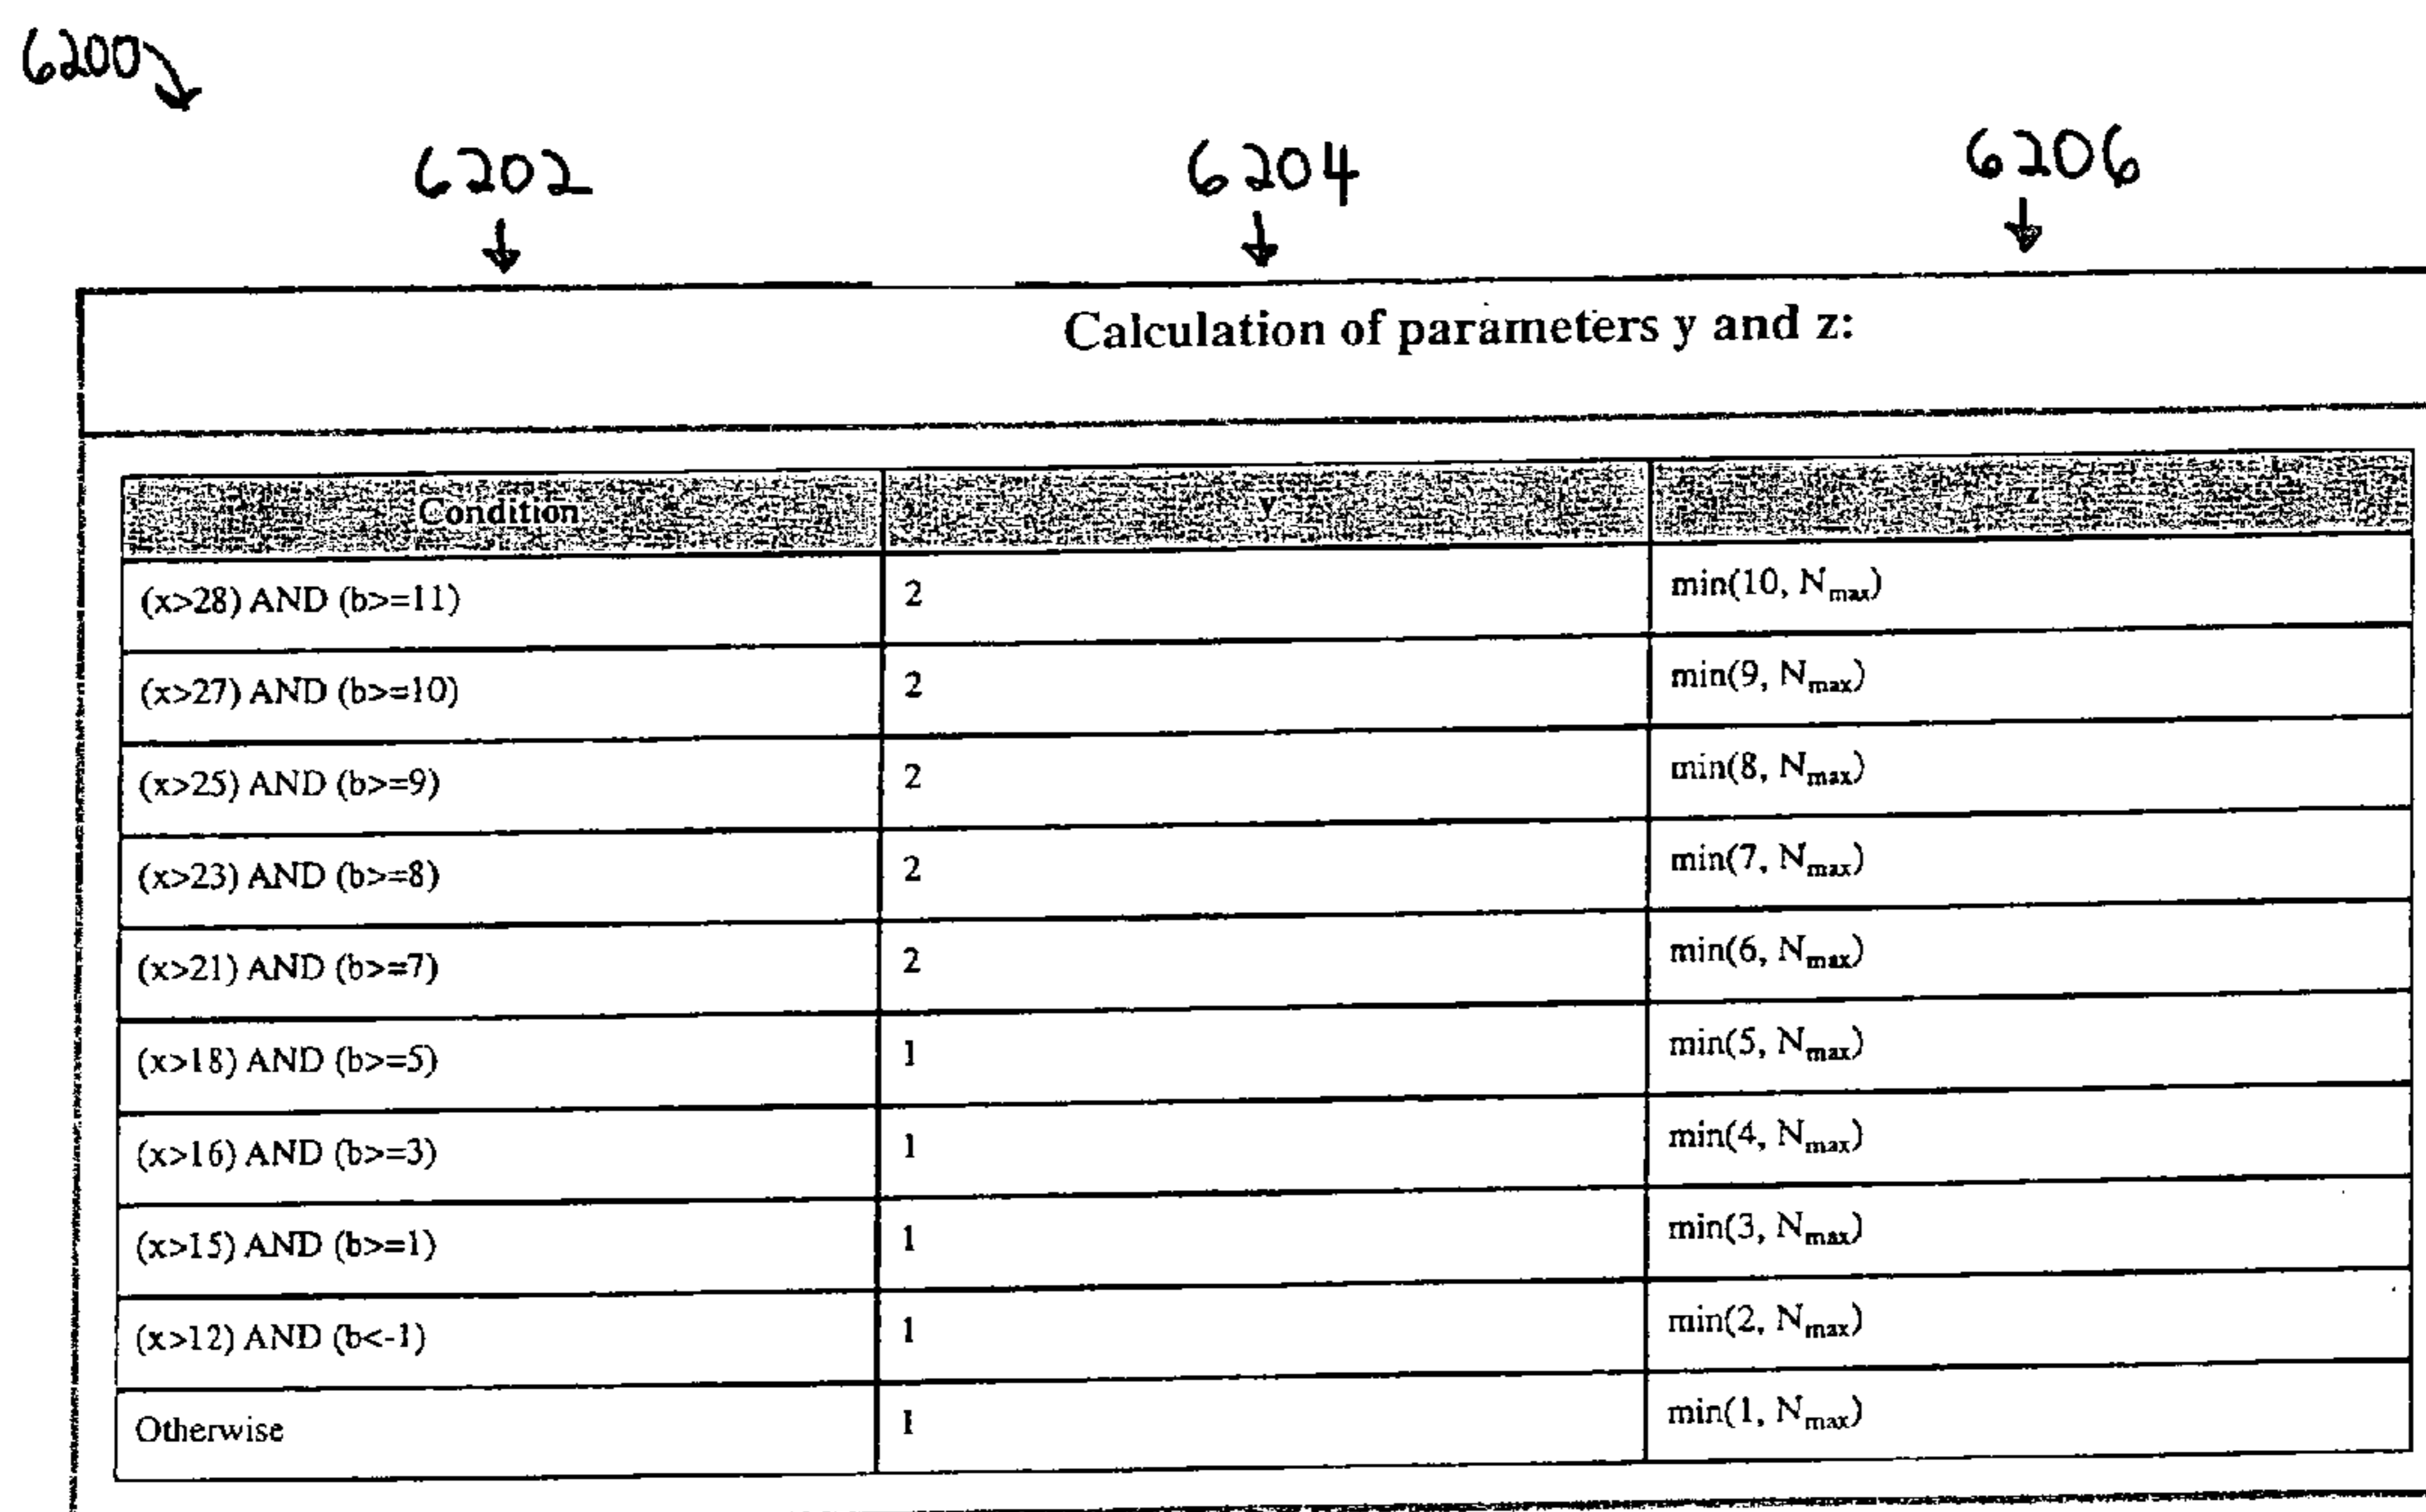 6200
6202 6204 6206
Calculation of parameters y and z:
Condition y z
(x>28) AND (b>=11) 2 min(10, Nmax)
(x>27) AND (b>=10) 2 min(9, Nmax)
(x>25) AND (b>=9) 2 min(8, Nmax)
(x>23) AND (b>=8) 2 min(7, Nmax)
(x>21) AND (b>=7) 2 min(6, Nmax)
(x>18) AND (b>=5) 1 min(5, Nmax)
(x>16) AND (b>=3) 1 min(4, Nmax)
(x>15) AND (b>=1) 1 min(3, Nmax)
(x>12) AND (b<-1) 1 min(2, Nmax)
Otherwise 1 min(1, Nmax)